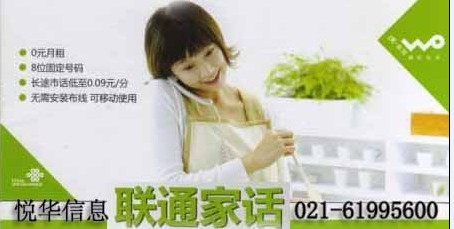 0元月租
8位固定号码
长途市话低至0.09元/分
无需安装布线 可移动使用
悦华信息 联通家话 021-61995600